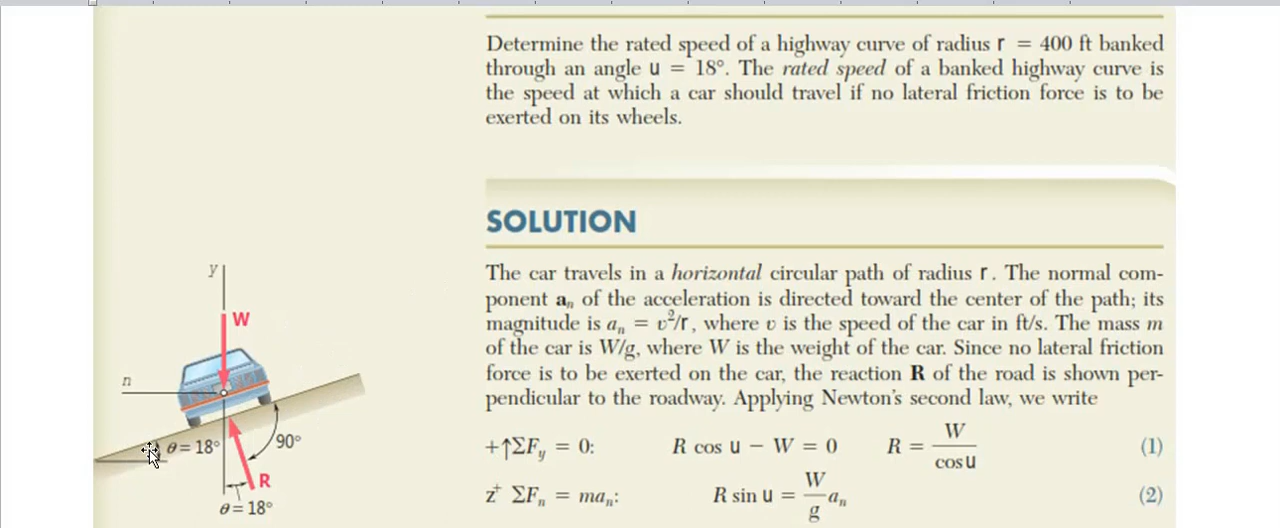 Determine the rated speed of a highway curve of radius r = 400 ft banked
through an angle u = 18°. The rated speed of a banked highway curve is
the speed at which a car should travel if no lateral friction force is to be
exerted on its wheels.
SOLUTION
The car travels in a horizontal circular path of radius r. The normal com-
ponent aₙ of the acceleration is directed toward the center of the path; its
magnitude is aₙ = v²/r, where v is the speed of the car in ft/s. The mass m
of the car is W/g, where W is the weight of the car. Since no lateral friction
force is to be exerted on the car, the reaction R of the road is shown per-
pendicular to the roadway. Applying Newton's second law, we write
+↑ΣF_y = 0: R cos u − W = 0 R = W / cos u (1)
z⁺ ΣFₙ = maₙ: R sin u = W/g aₙ (2)
y
W
n
θ = 18°
90°
R
θ = 18°